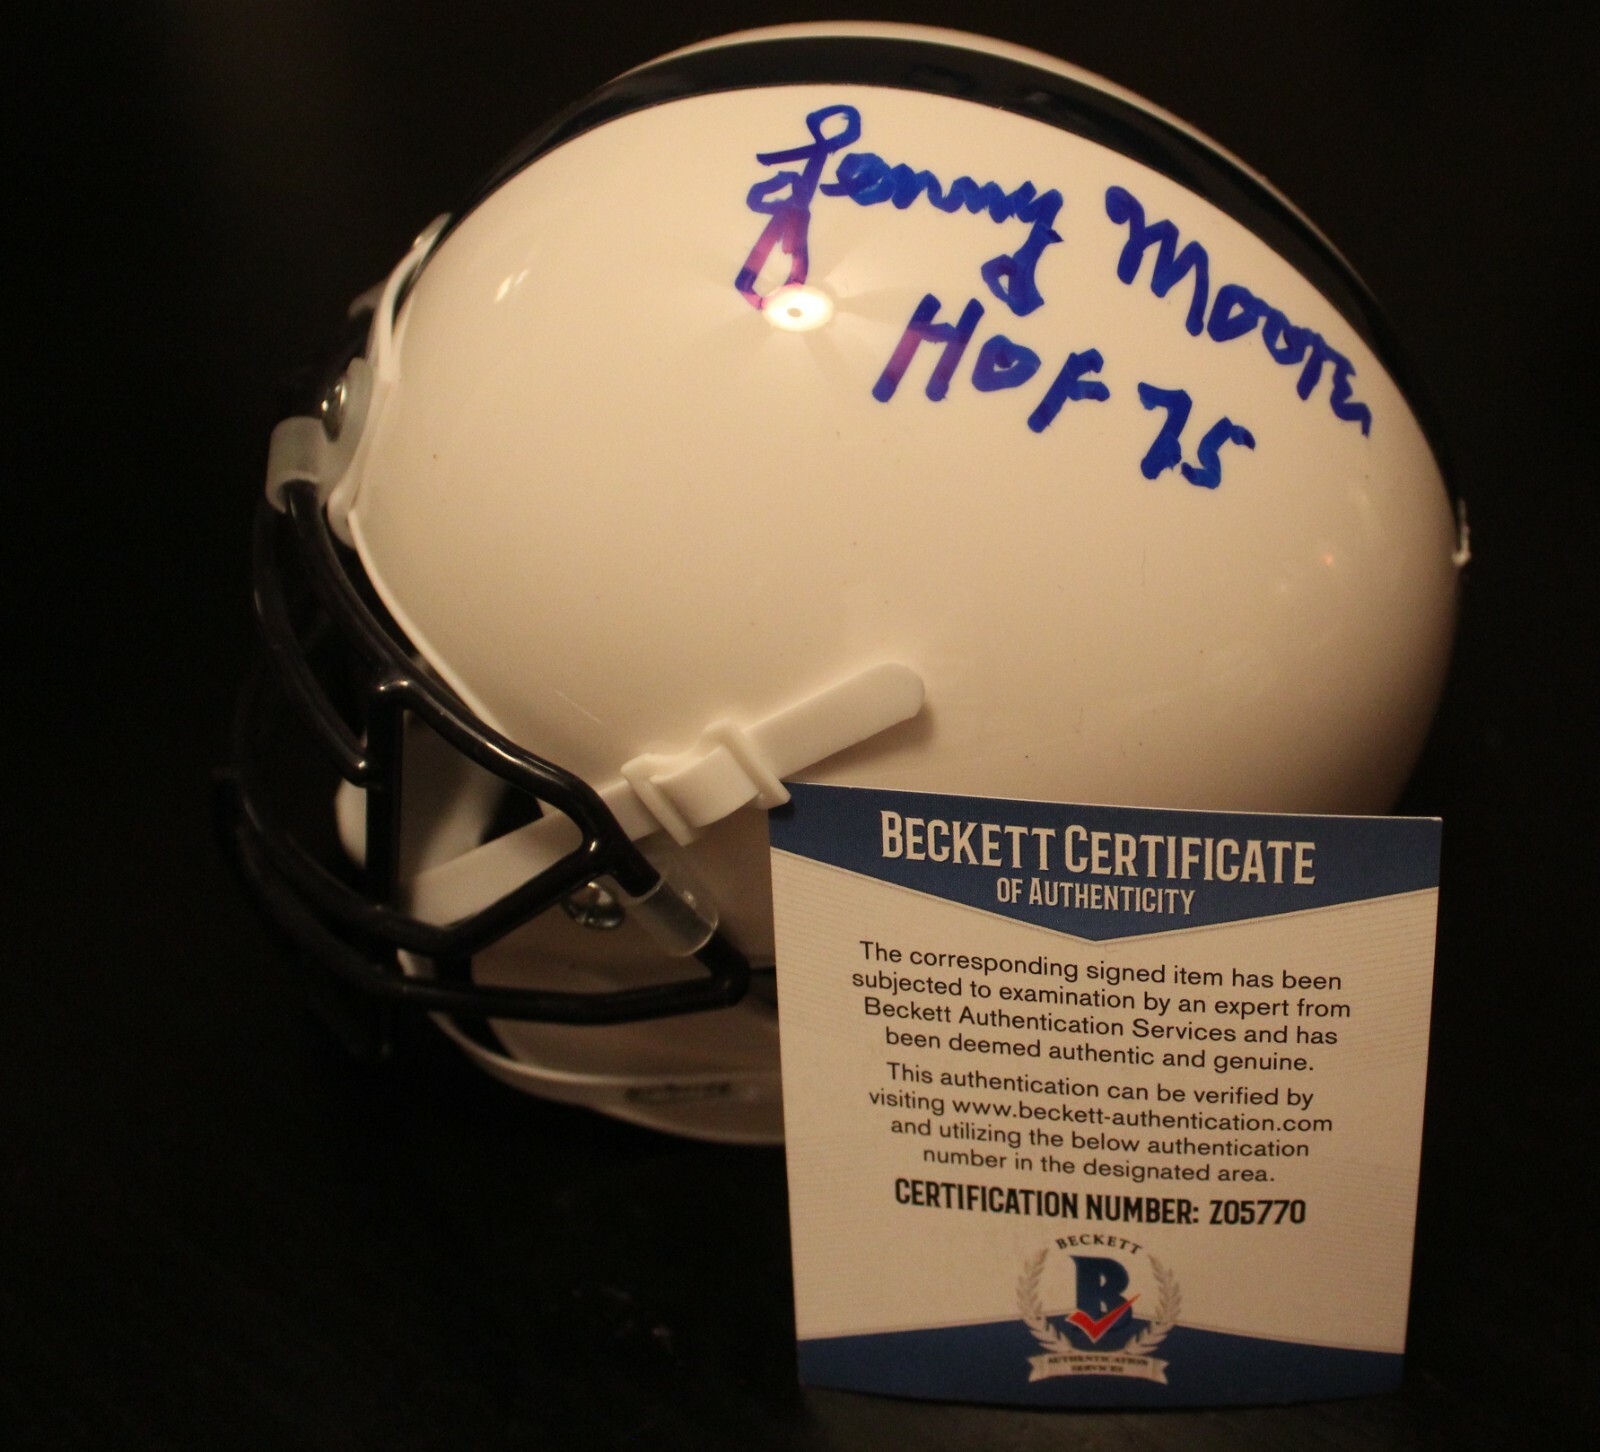 Lenny Moore
HOF 75
BECKETT CERTIFICATE
OF AUTHENTICITY
The corresponding signed item has been
subjected to examination by an expert from
Beckett Authentication Services and has
been deemed authentic and genuine.
This authentication can be verified by
visiting www.beckett-authentication.com
and utilizing the below authentication
number in the designated area.
CERTIFICATION NUMBER: Z05770
BECKETT
B
AUTHENTICATION
SERVICES